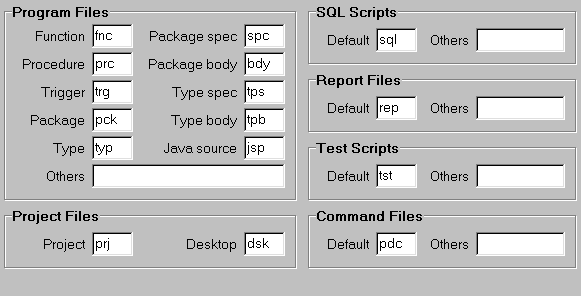 Program Files
Function fnc Package spec spc
Procedure prc Package body bdy
Trigger trg Type spec tps
Package pck Type body tpb
Type typ Java source jsp
Others
Project Files
Project prj Desktop dsk
SQL Scripts
Default sql Others
Report Files
Default rep Others
Test Scripts
Default tst Others
Command Files
Default pdc Others